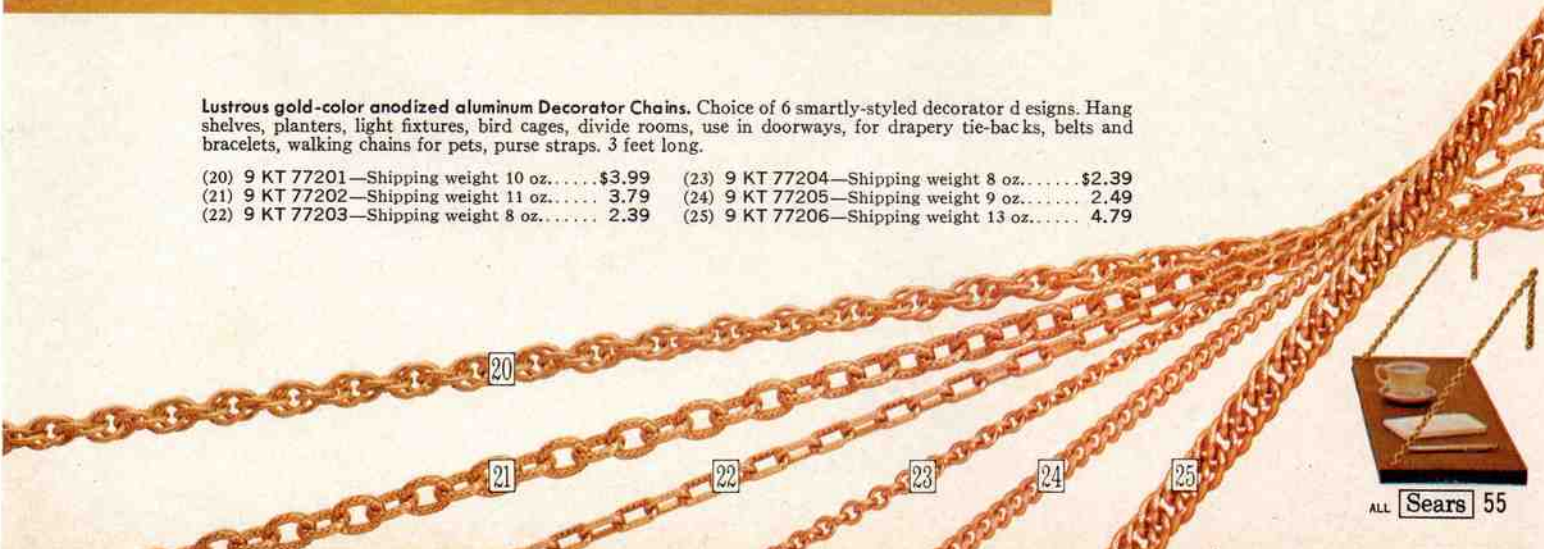 Lustrous gold-color anodized aluminum Decorator Chains. Choice of 6 smartly-styled decorator d esigns. Hang
shelves, planters, light fixtures, bird cages, divide rooms, use in doorways, for drapery tie-bac ks, belts and
bracelets, walking chains for pets, purse straps. 3 feet long.
(20) 9 KT 77201—Shipping weight 10 oz......$3.99
(21) 9 KT 77202—Shipping weight 11 oz...... 3.79
(22) 9 KT 77203—Shipping weight 8 oz....... 2.39
(23) 9 KT 77204—Shipping weight 8 oz.......$2.39
(24) 9 KT 77205—Shipping weight 9 oz....... 2.49
(25) 9 KT 77206—Shipping weight 13 oz...... 4.79
20
21
22
23
24
25
ALL Sears 55